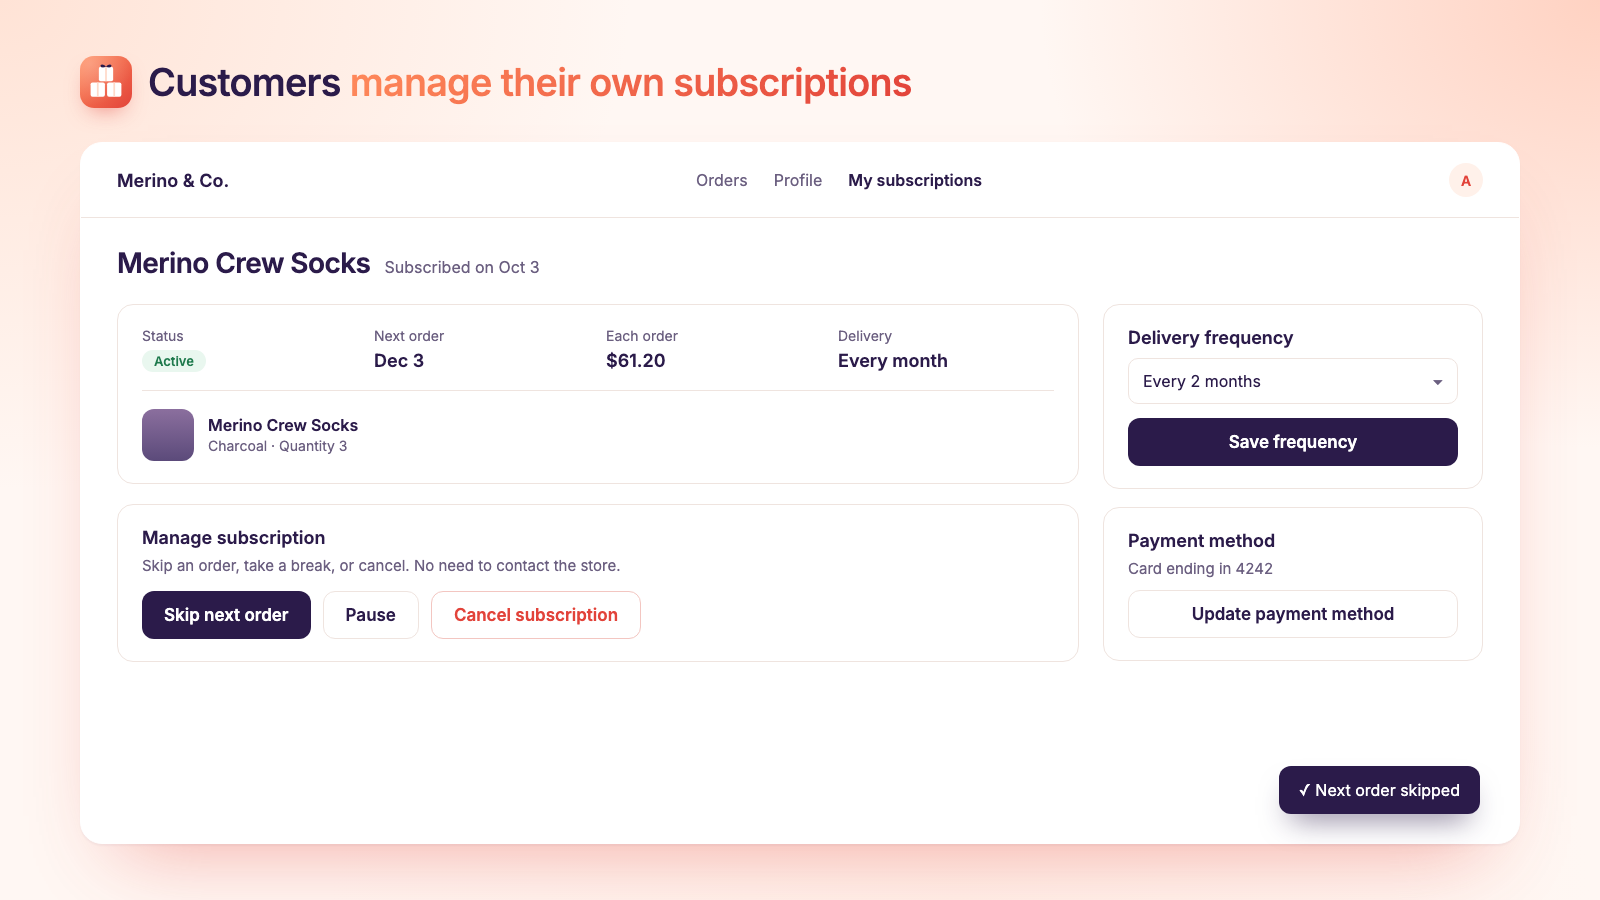 Customers manage their own subscriptions
Merino & Co.
Orders
Profile
My subscriptions
A
Merino Crew Socks
Subscribed on Oct 3
Status
Active
Next order
Dec 3
Each order
$61.20
Delivery
Every month
Merino Crew Socks
Charcoal · Quantity 3
Manage subscription
Skip an order, take a break, or cancel. No need to contact the store.
Skip next order
Pause
Cancel subscription
Delivery frequency
Every 2 months
Save frequency
Payment method
Card ending in 4242
Update payment method
✓ Next order skipped